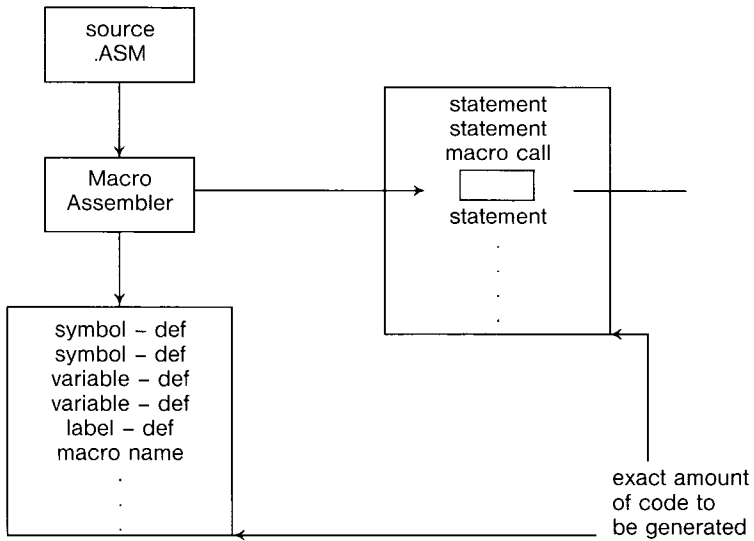 source
.ASM
Macro
Assembler
statement
statement
macro call
statement
.
.
.
.
symbol – def
symbol – def
variable – def
variable – def
label – def
macro name
.
.
.
exact amount
of code to
be generated